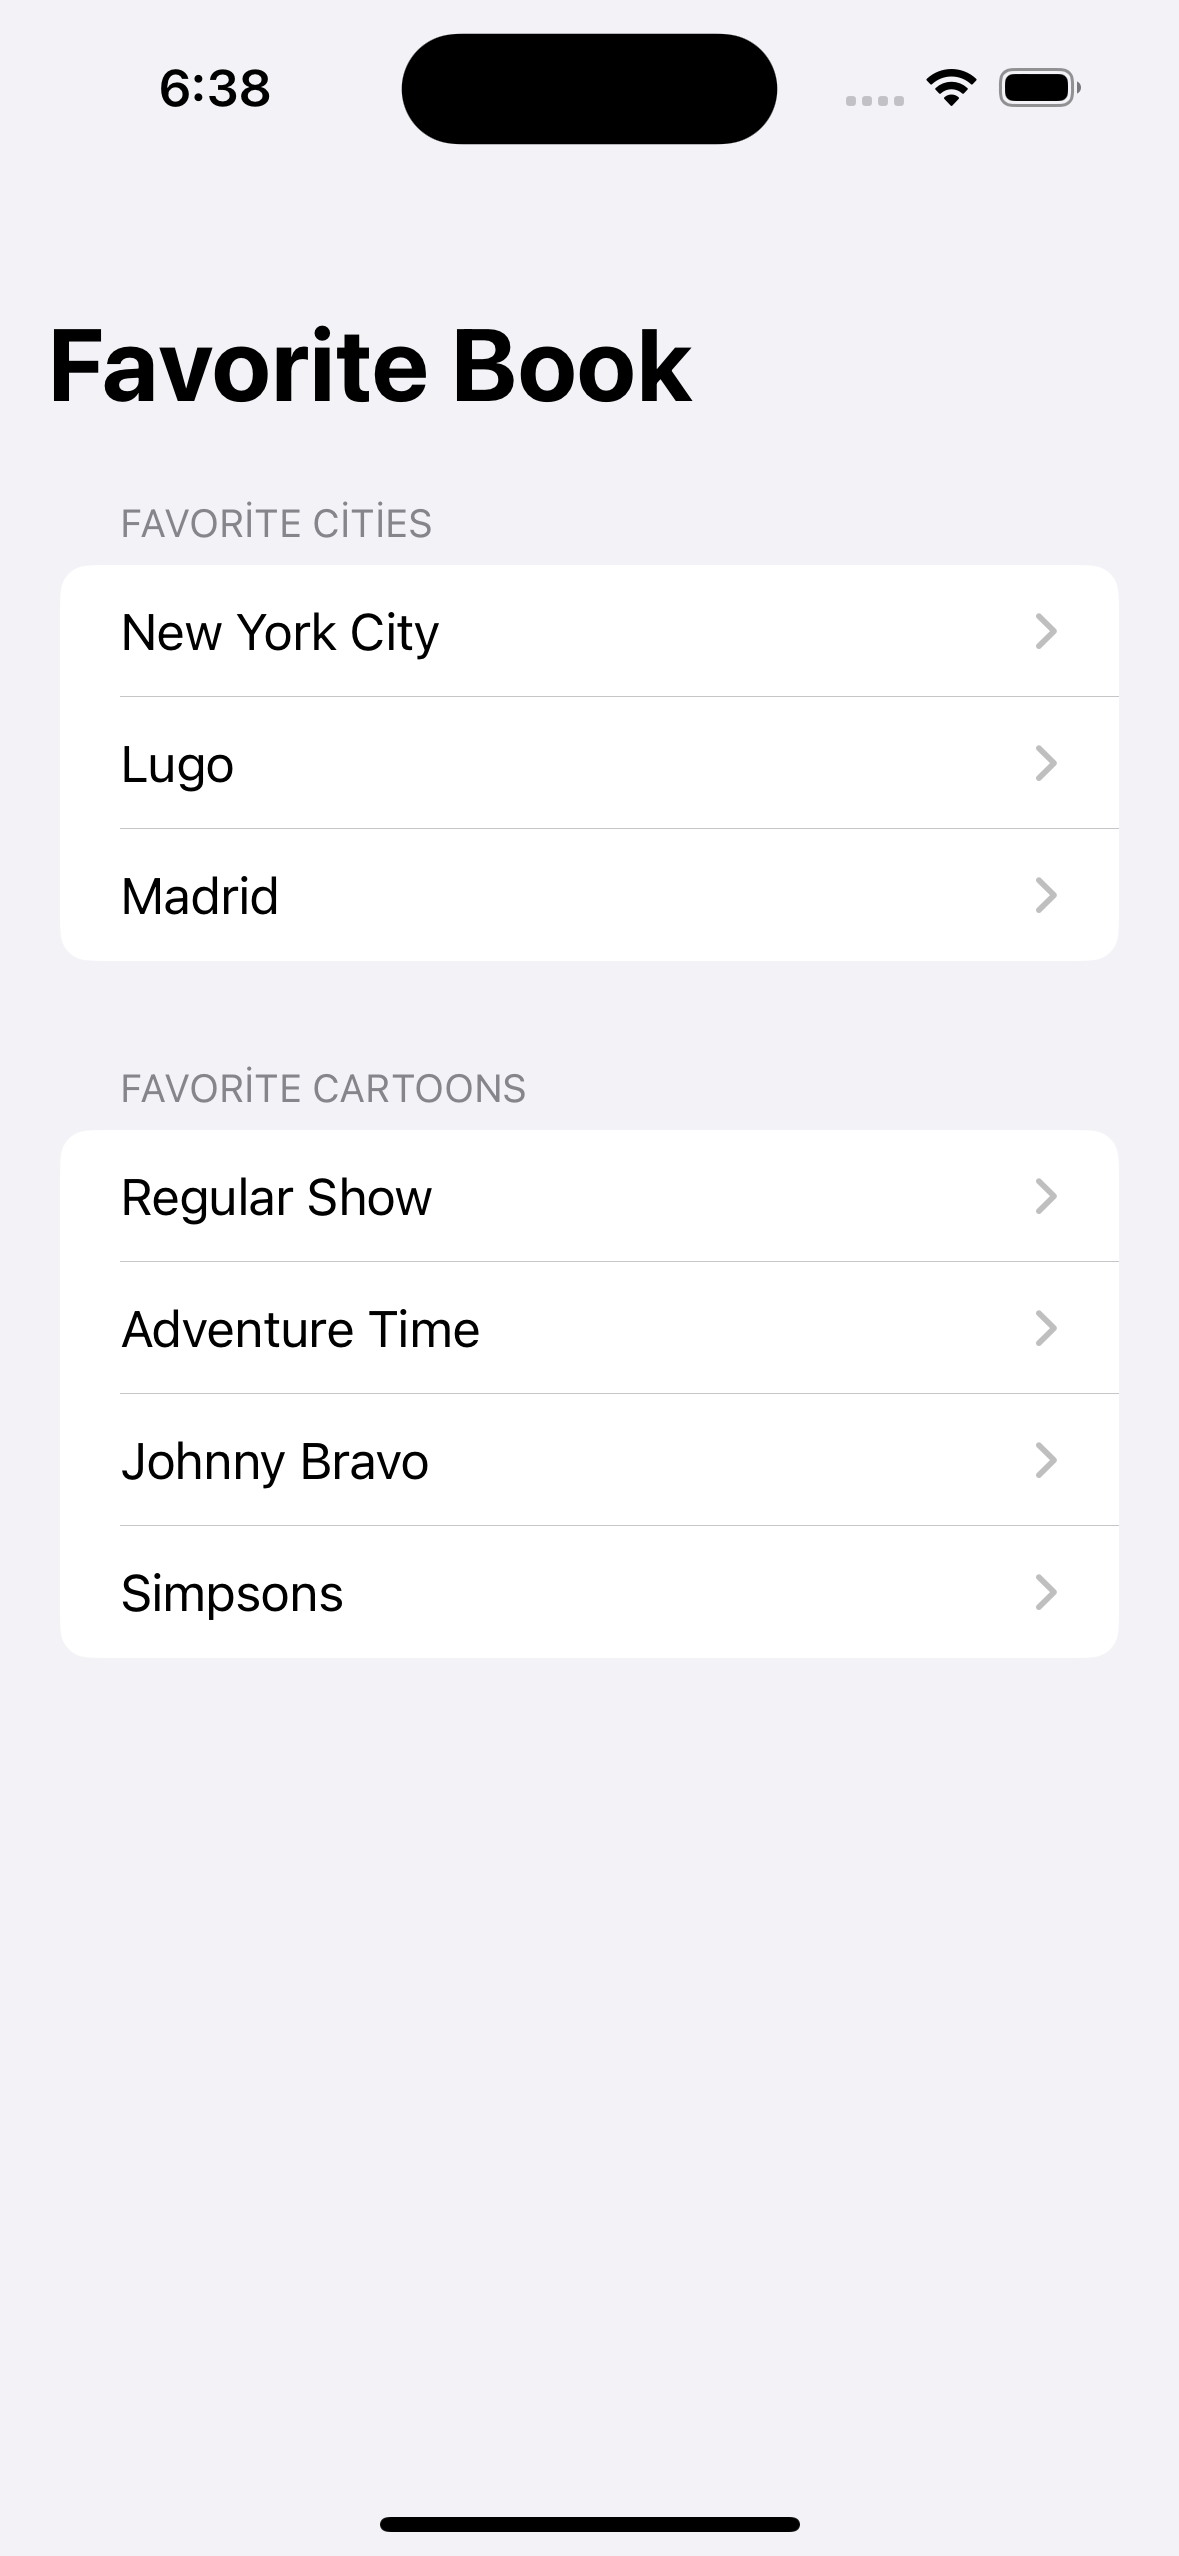 6:38
Favorite Book
FAVORİTE CİTİES
New York City
Lugo
Madrid
FAVORİTE CARTOONS
Regular Show
Adventure Time
Johnny Bravo
Simpsons